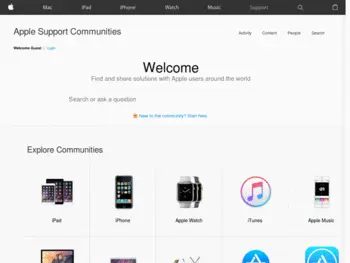 Mac iPad iPhone Watch Music Support
Apple Support Communities
Activity Content People Search
Welcome Guest / Login
Welcome
Find and share solutions with Apple users around the world
Search or ask a question
New to the community? Start here
Explore Communities
iPad iPhone Apple Watch iTunes Apple Music